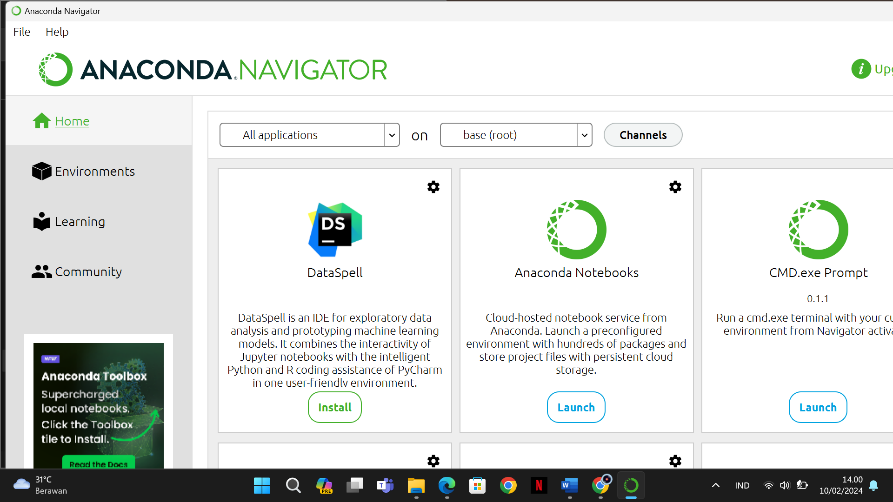 Anaconda Navigator
File Help
ANACONDA.NAVIGATOR
Home
All applications on base (root) Channels
Environments
Learning
Community
DS
DataSpell
DataSpell is an IDE for exploratory data
analysis and prototyping machine learning
models. It combines the interactivity of
Jupyter notebooks with the intelligent
Python and R coding assistance of PyCharm
in one user-friendly environment.
Install
Anaconda Notebooks
Cloud-hosted notebook service from
Anaconda. Launch a preconfigured
environment with hundreds of packages and
store project files with persistent cloud
storage.
Launch
CMD.exe Prompt
0.1.1
Run a cmd.exe terminal with your cu
environment from Navigator activa
Launch
Anaconda Toolbox
Supercharged
local notebooks.
Click the Toolbox
tile to install.
Read the Docs
31°C
Berawan
IND
14.00
10/02/2024